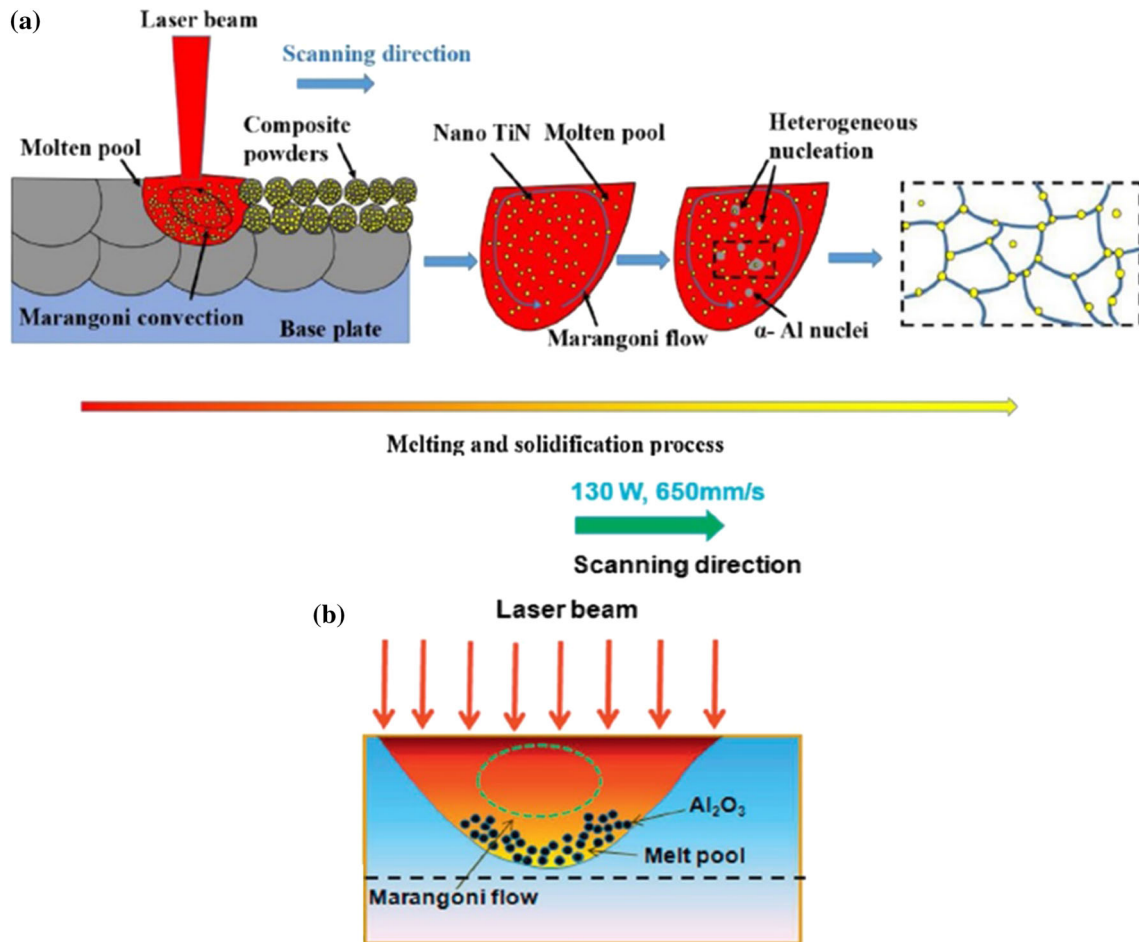 (a)
Laser beam
Scanning direction
Molten pool
Composite
powders
Nano TiN
Molten pool
Heterogeneous
nucleation
Marangoni convection
Base plate
Marangoni flow
α- Al nuclei
Melting and solidification process
130 W, 650mm/s
Scanning direction
(b)
Laser beam
Al₂O₃
Melt pool
Marangoni flow